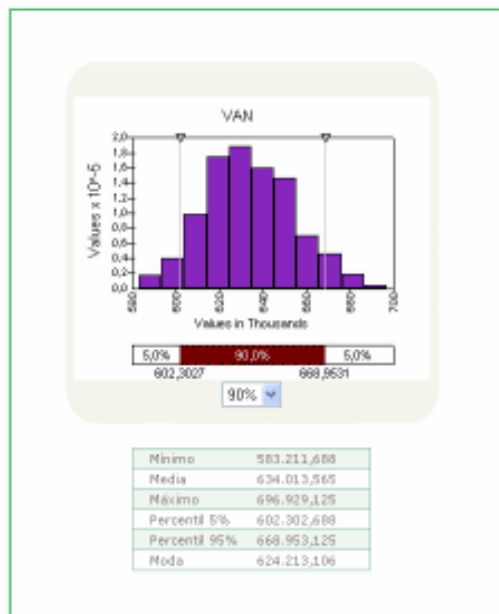 VAN
Values x 10^-5
2,0
1,8
1,6
1,4
1,2
1,0
0,8
0,6
0,4
0,2
0,0
580 600 620 640 660 680 700
Values in Thousands
5,0% 90,0% 5,0%
602,3027 668,9531
90%
Mínimo 583.211,688
Media 634.013,565
Máximo 696.929,125
Percentil 5% 602.302,688
Percentil 95% 668.953,125
Moda 624.213,106